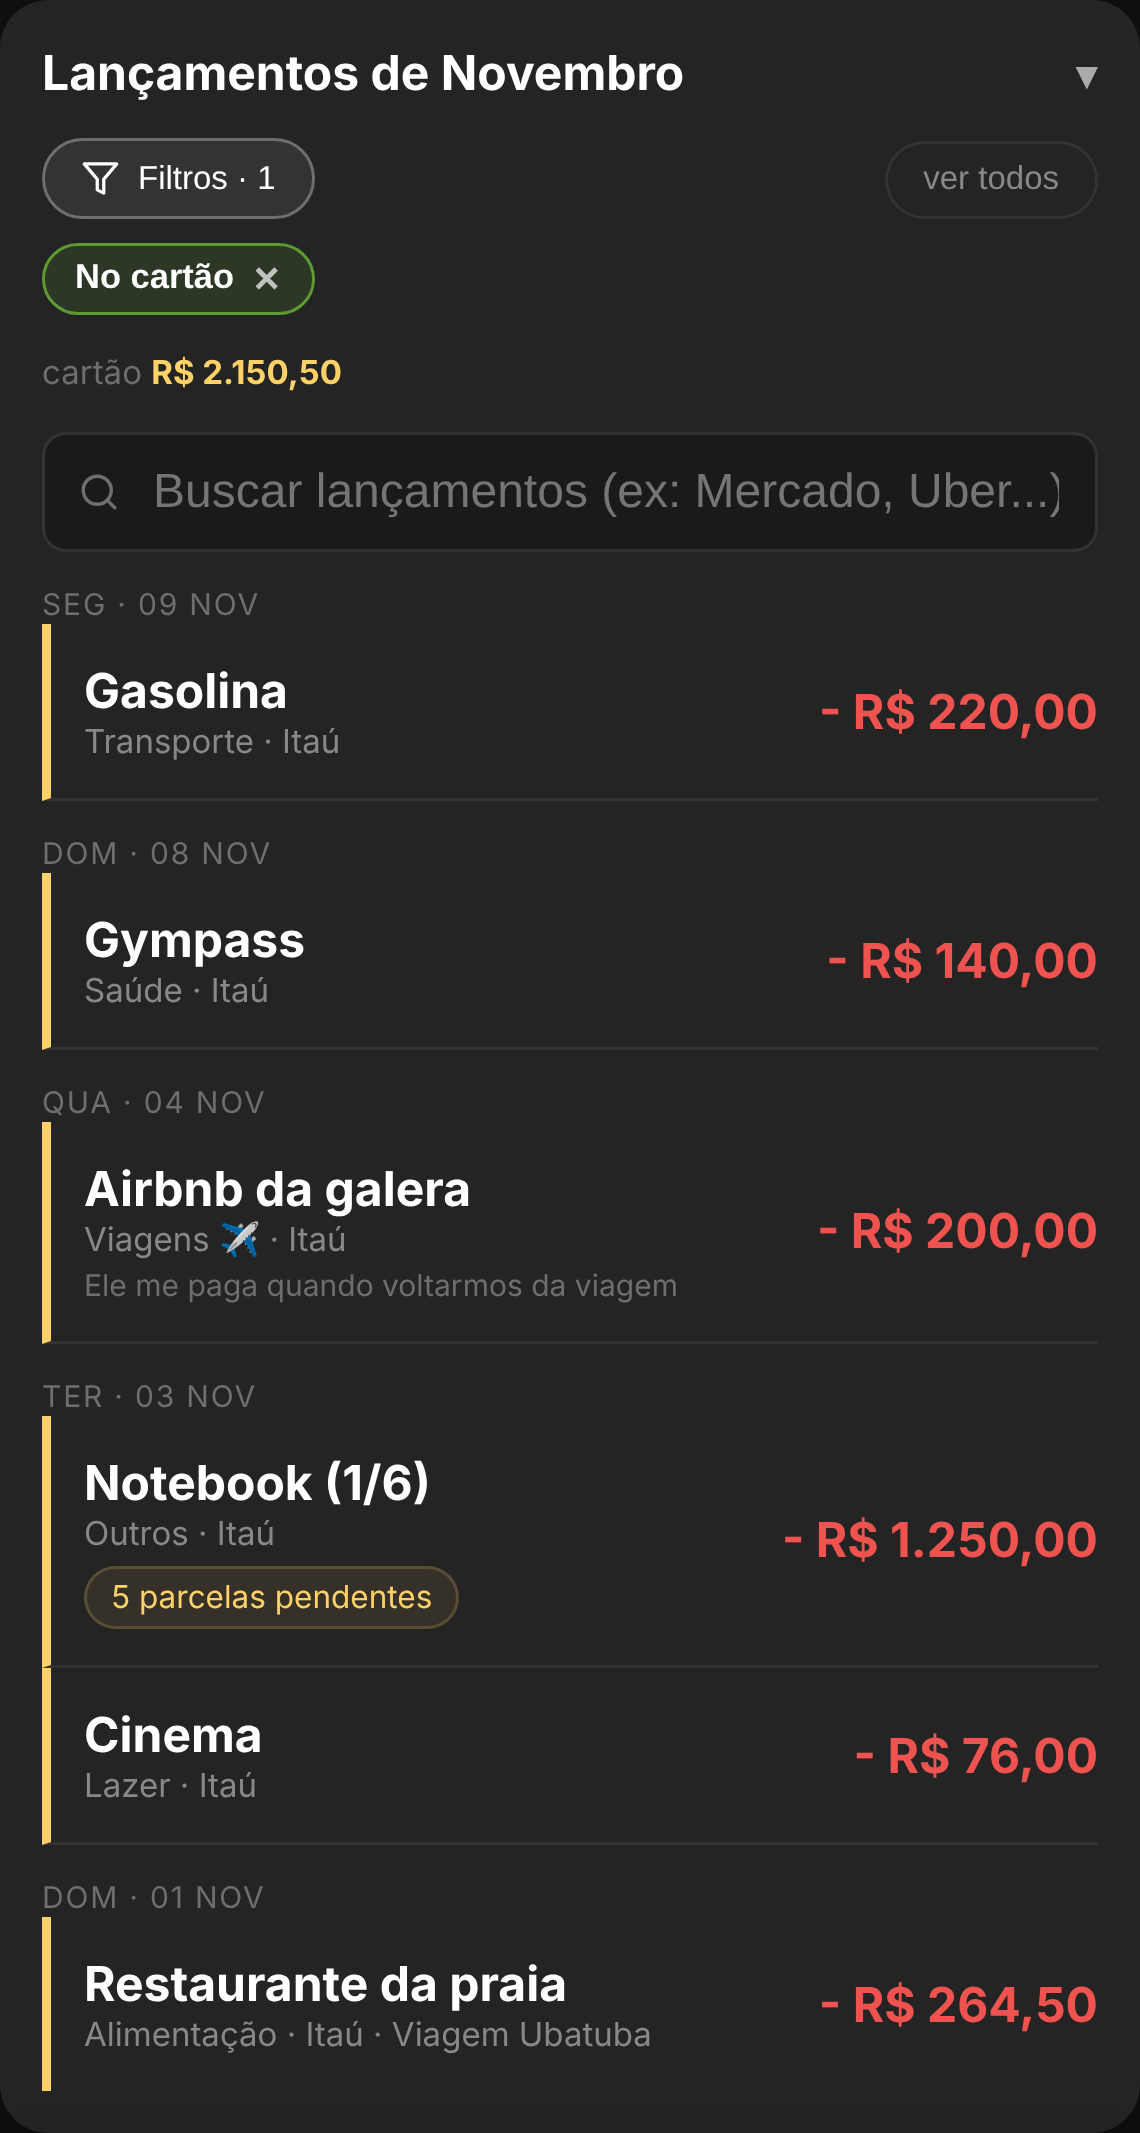 Lançamentos de Novembro ▼
Filtros · 1
ver todos
No cartão ✕
cartão R$ 2.150,50
Buscar lançamentos (ex: Mercado, Uber...)
SEG · 09 NOV
Gasolina
Transporte · Itaú
- R$ 220,00
DOM · 08 NOV
Gympass
Saúde · Itaú
- R$ 140,00
QUA · 04 NOV
Airbnb da galera
Viagens ✈️ · Itaú
Ele me paga quando voltarmos da viagem
- R$ 200,00
TER · 03 NOV
Notebook (1/6)
Outros · Itaú
5 parcelas pendentes
- R$ 1.250,00
Cinema
Lazer · Itaú
- R$ 76,00
DOM · 01 NOV
Restaurante da praia
Alimentação · Itaú · Viagem Ubatuba
- R$ 264,50